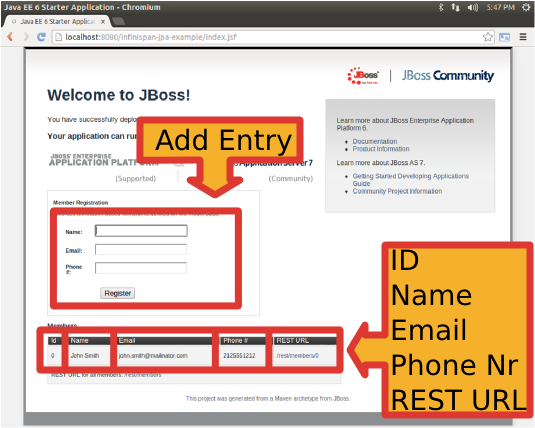 Java EE 6 Starter Application - Chromium
5:47 PM
Java EE 6 Starter Applicat
localhost:8080/infinispan-jpa-example/index.jsf
JBoss
JBoss Community
Welcome to JBoss!
You have successfully deplo
Your application can run
Add Entry
JBOSS' ENTERPRISE
APPLICATION PLATFORM
Application Server 7
(Supported)
(Community)
Learn more about JBoss Enterprise Application
Platform 6.
Documentation
Product Information
Learn more about JBoss AS 7.
Getting Started Developing Applications
Guide
Community Project Information
Member Registration
Name:
Email:
Phone
#:
Register
Members
Id Name Email Phone # REST URL
0 John Smith john.smith@mailinator.com 2125551212 /rest/members/0
REST URL for all members: /rest/members
This project was generated from a Maven archetype from JBoss.
ID
Name
Email
Phone Nr
REST URL